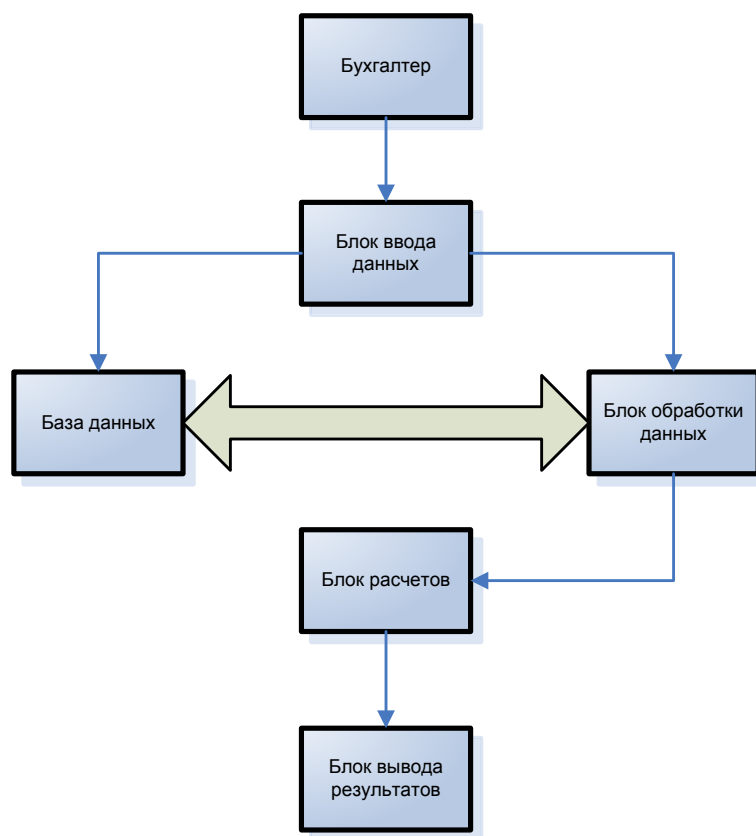 Бухгалтер
Блок ввода
данных
База данных
Блок обработки
данных
Блок расчетов
Блок вывода
результатов